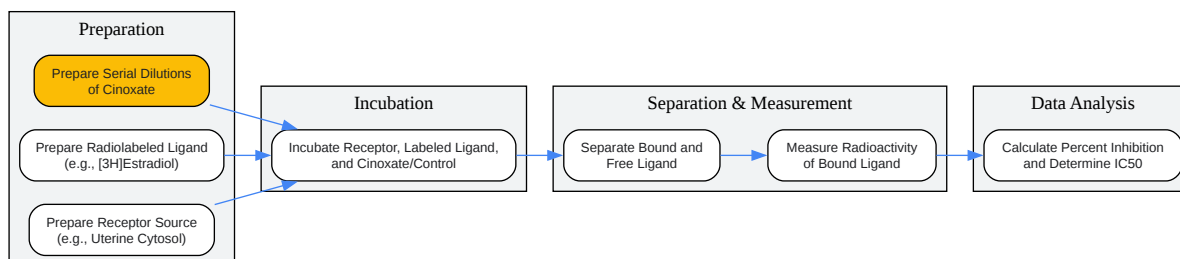 Preparation
Prepare Serial Dilutions
of Cinoxate
Prepare Radiolabeled Ligand
(e.g., [3H]Estradiol)
Prepare Receptor Source
(e.g., Uterine Cytosol)
Incubation
Incubate Receptor, Labeled Ligand,
and Cinoxate/Control
Separation & Measurement
Separate Bound and
Free Ligand
Measure Radioactivity
of Bound Ligand
Data Analysis
Calculate Percent Inhibition
and Determine IC50